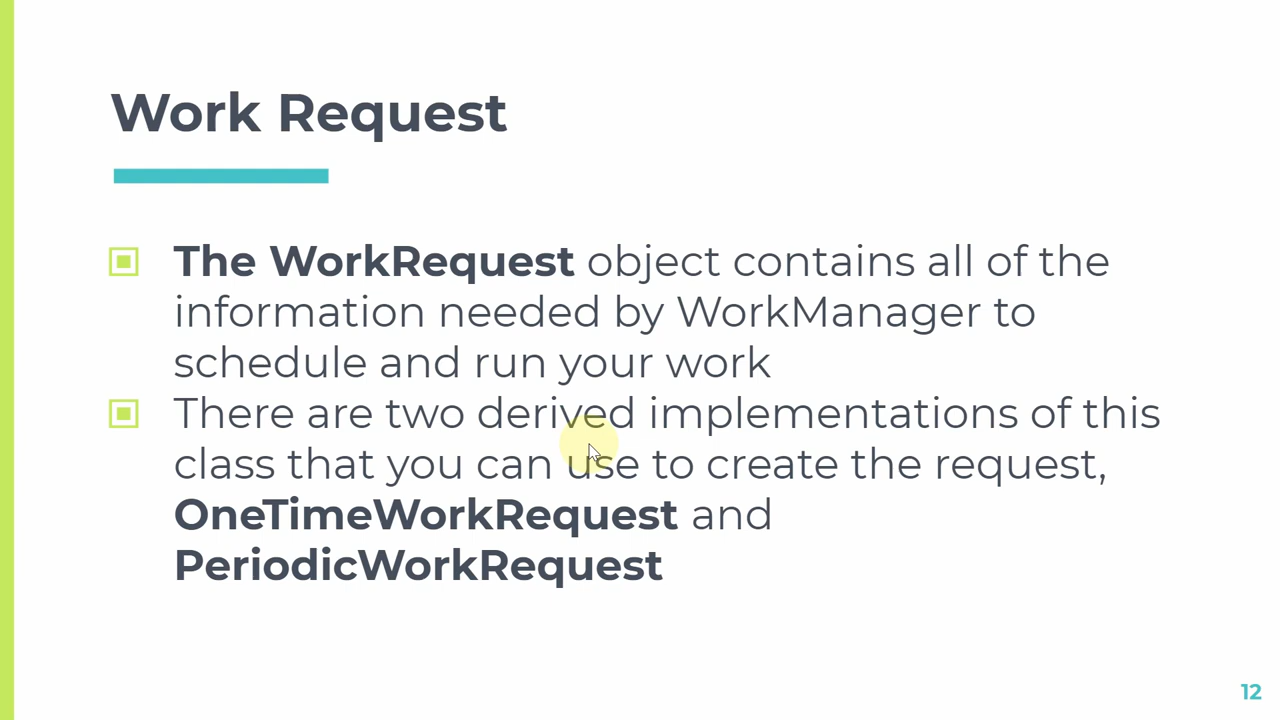 Work Request
The WorkRequest object contains all of the
information needed by WorkManager to
schedule and run your work
There are two derived implementations of this
class that you can use to create the request,
OneTimeWorkRequest and
PeriodicWorkRequest
12